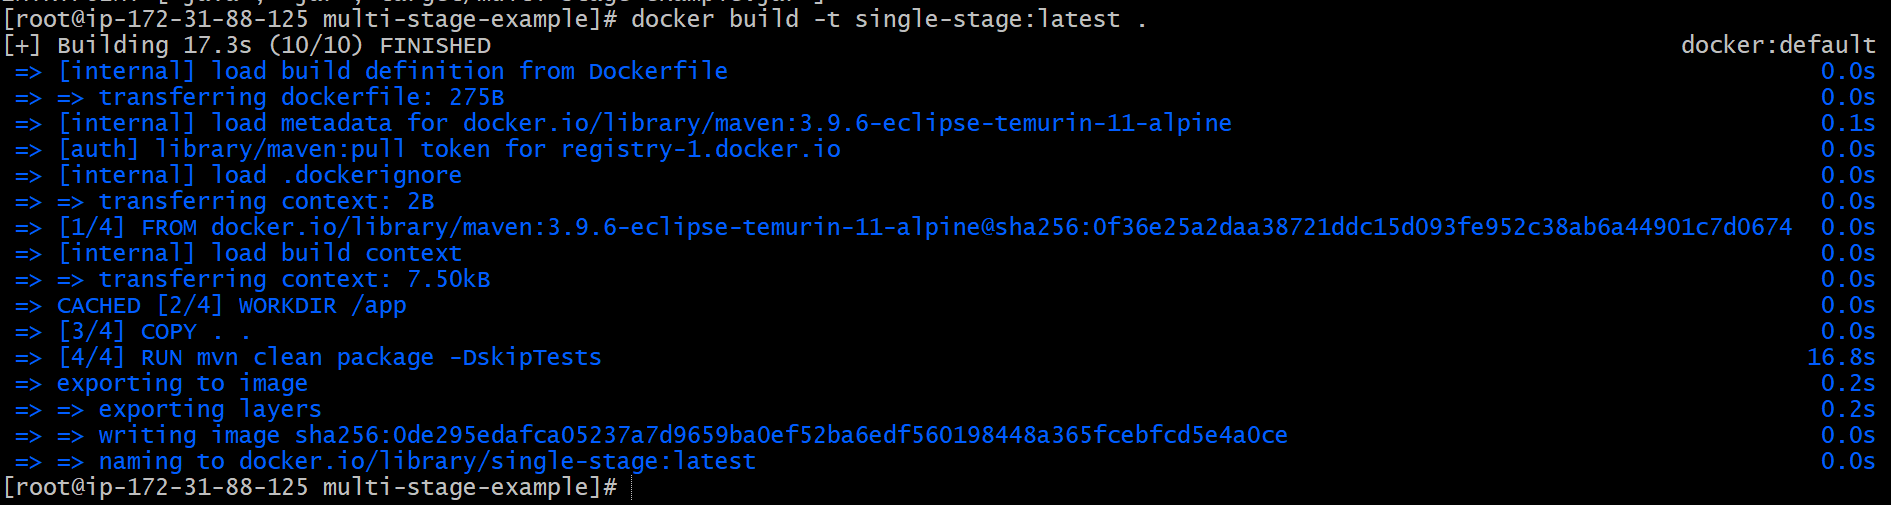 [root@ip-172-31-88-125 multi-stage-example]# docker build -t single-stage:latest .
[+] Building 17.3s (10/10) FINISHED docker:default
=> [internal] load build definition from Dockerfile 0.0s
=> => transferring dockerfile: 275B 0.0s
=> [internal] load metadata for docker.io/library/maven:3.9.6-eclipse-temurin-11-alpine 0.1s
=> [auth] library/maven:pull token for registry-1.docker.io 0.0s
=> [internal] load .dockerignore 0.0s
=> => transferring context: 2B 0.0s
=> [1/4] FROM docker.io/library/maven:3.9.6-eclipse-temurin-11-alpine@sha256:0f36e25a2daa38721ddc15d093fe952c38ab6a44901c7d0674 0.0s
=> [internal] load build context 0.0s
=> => transferring context: 7.50kB 0.0s
=> CACHED [2/4] WORKDIR /app 0.0s
=> [3/4] COPY . . 0.0s
=> [4/4] RUN mvn clean package -DskipTests 16.8s
=> exporting to image 0.2s
=> => exporting layers 0.2s
=> => writing image sha256:0de295edafca05237a7d9659ba0ef52ba6edf560198448a365fcebfcd5e4a0ce 0.0s
=> => naming to docker.io/library/single-stage:latest 0.0s
[root@ip-172-31-88-125 multi-stage-example]#